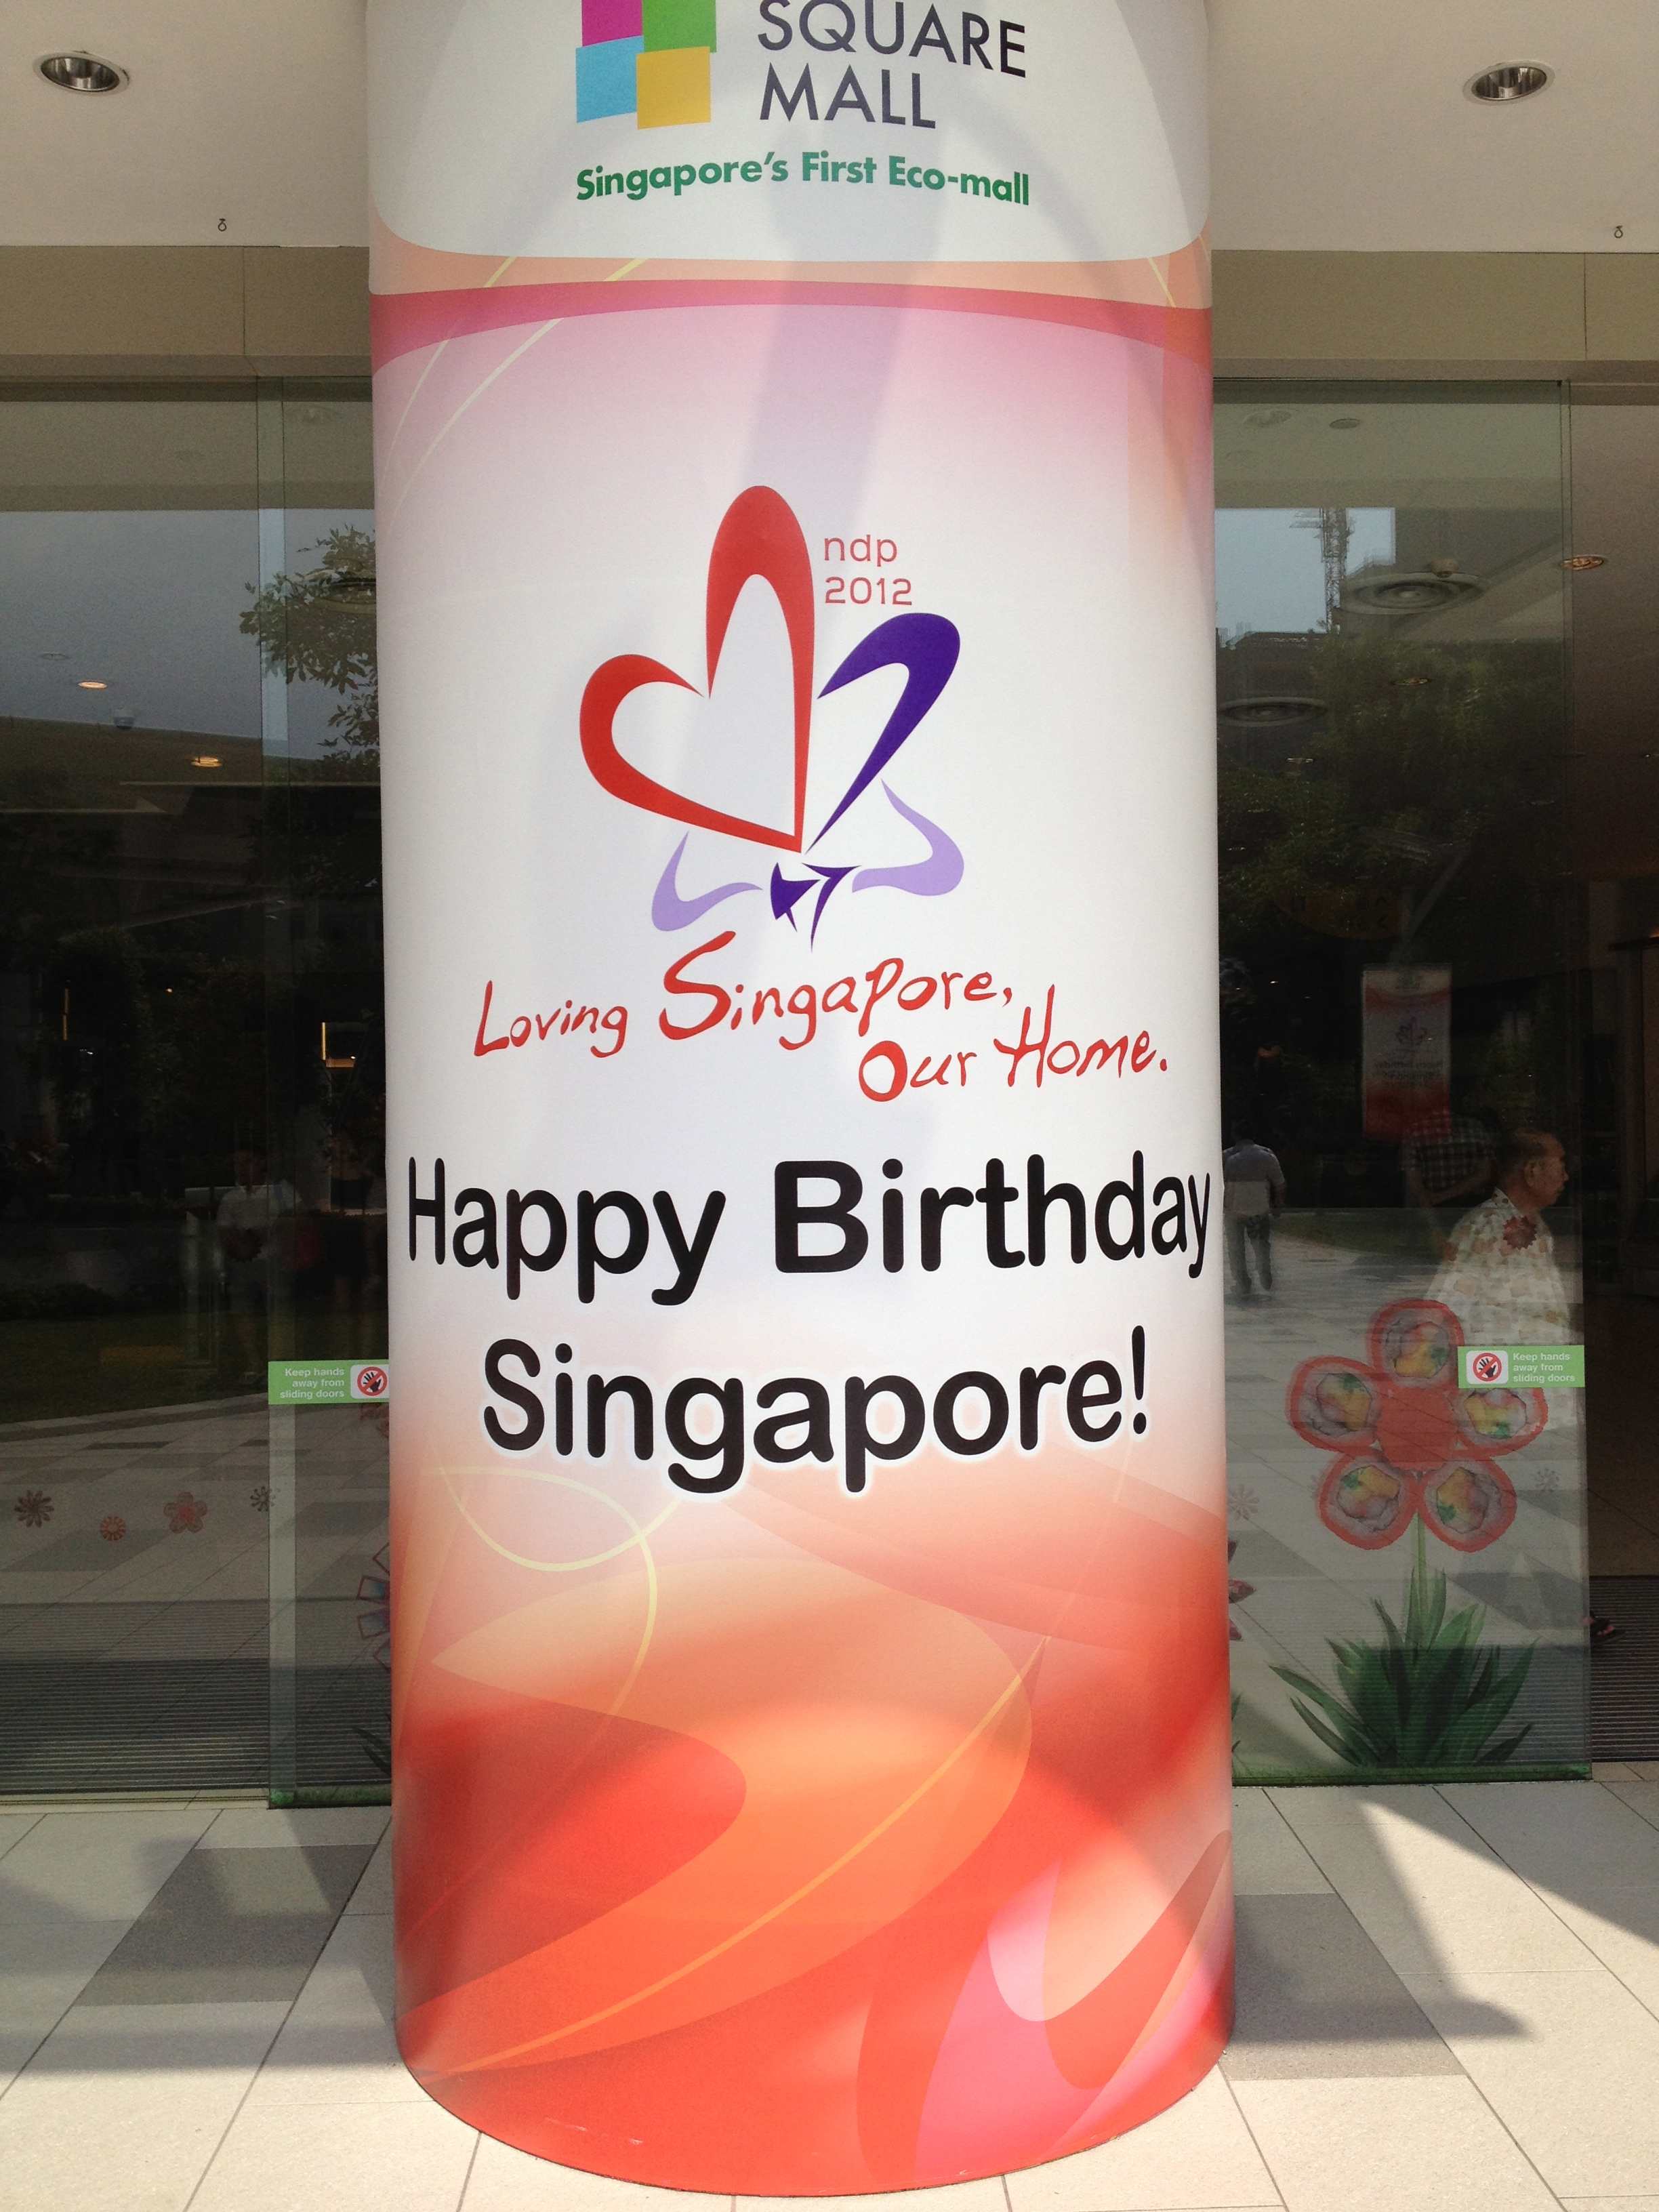 SQUARE
MALL
Singapore's First Eco-mall
ndp
2012
Loving Singapore,
Our Home.
Happy Birthday
Singapore!
Keep hands
away from
sliding doors
Keep hands
away from
sliding doors